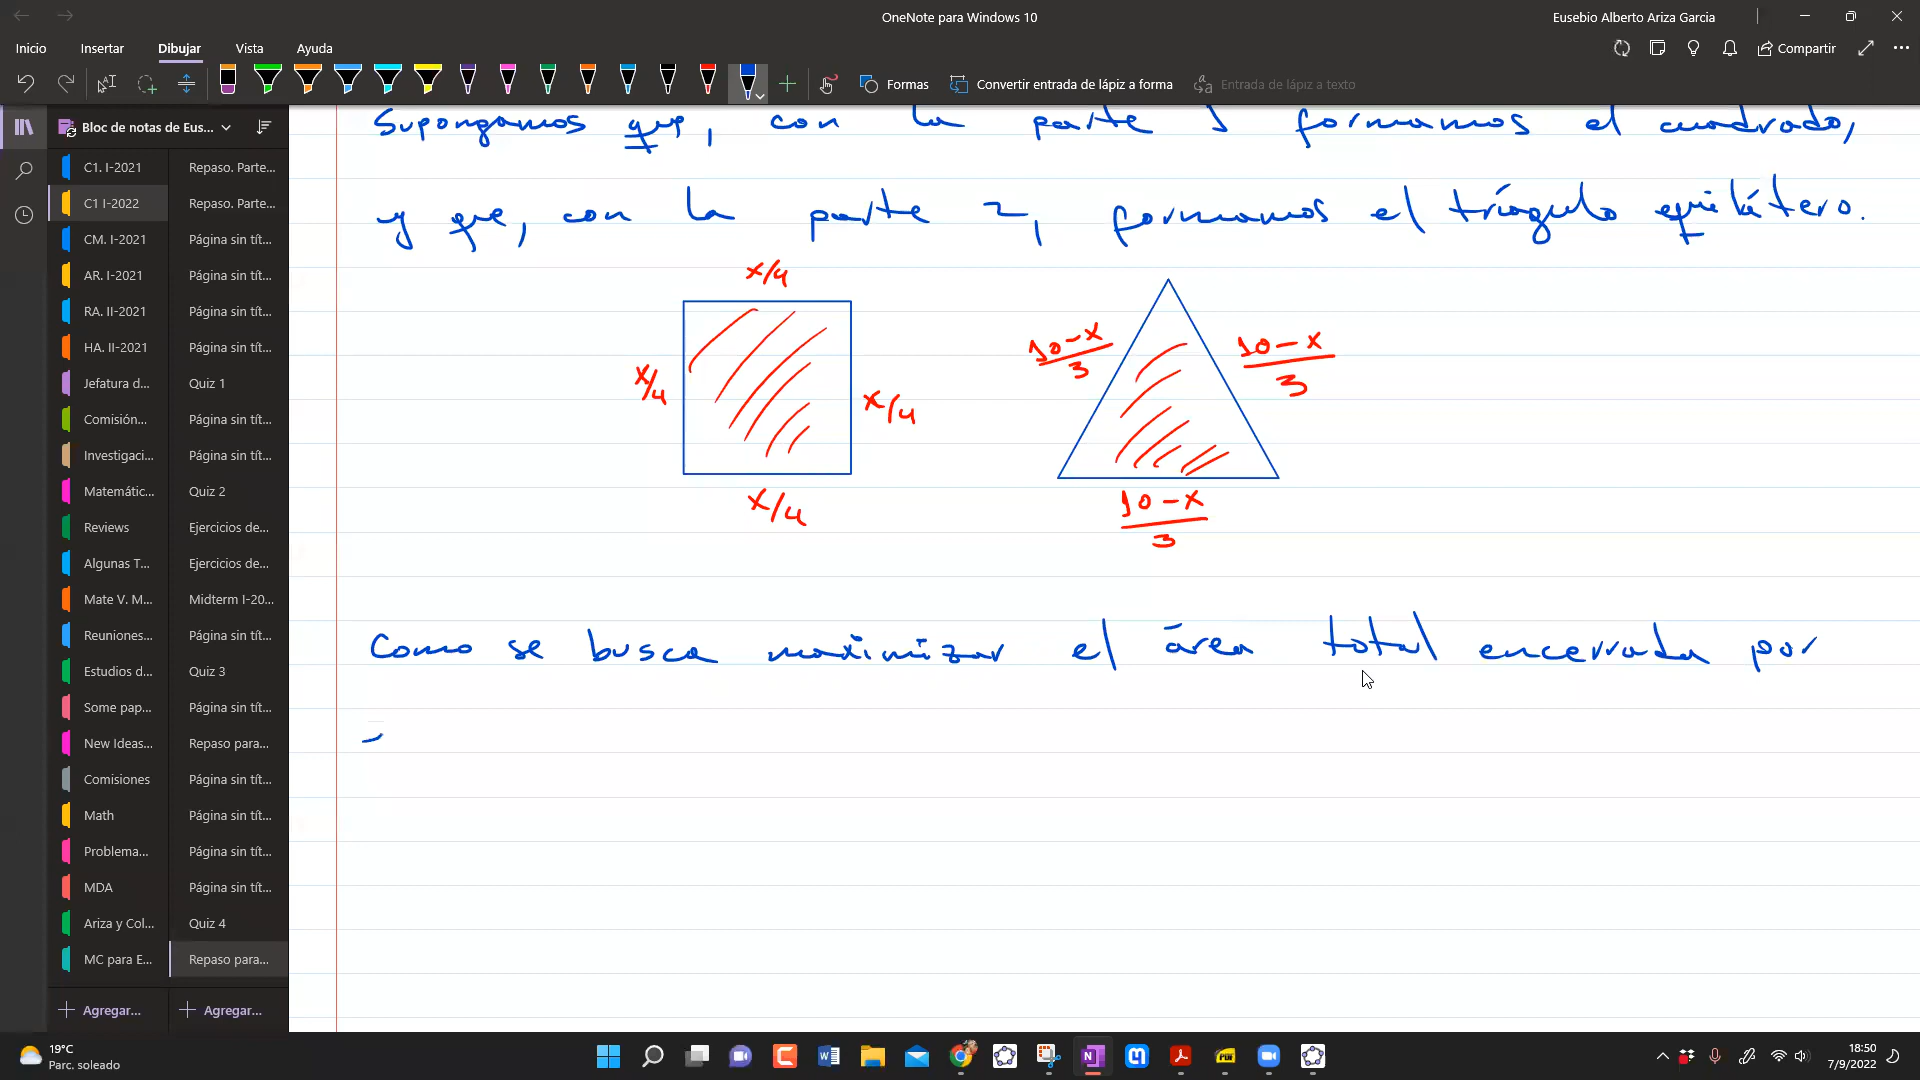 OneNote para Windows 10
Eusebio Alberto Ariza Garcia
Inicio Insertar Dibujar Vista Ayuda
Compartir
Formas
Convertir entrada de lápiz a forma
Entrada de lápiz a texto
Bloc de notas de Eus...
C1. I-2021
C1 I-2022
CM. I-2021
AR. I-2021
RA. II-2021
HA. II-2021
Jefatura d...
Comisión...
Investigaci...
Matemátic...
Reviews
Algunas T...
Mate V. M...
Reuniones...
Estudios d...
Some pap...
New Ideas...
Comisiones
Math
Problema...
MDA
Ariza y Col...
MC para E...
Agregar...
Repaso. Parte...
Repaso. Parte...
Página sin tít...
Página sin tít...
Página sin tít...
Página sin tít...
Quiz 1
Página sin tít...
Página sin tít...
Quiz 2
Ejercicios de...
Ejercicios de...
Midterm I-20...
Página sin tít...
Quiz 3
Página sin tít...
Repaso para...
Página sin tít...
Página sin tít...
Página sin tít...
Página sin tít...
Quiz 4
Repaso para...
Agregar...
Supongamos que, con la parte 1 formamos el cuadrado,
y que, con la parte 2, formamos el triángulo equilátero.
x/4
x/4
x/4
x/4
10-x
3
10-x
3
10-x
3
Como se busca maximizar el área total encerrada por
19°C
Parc. soleado
18:50
7/9/2022